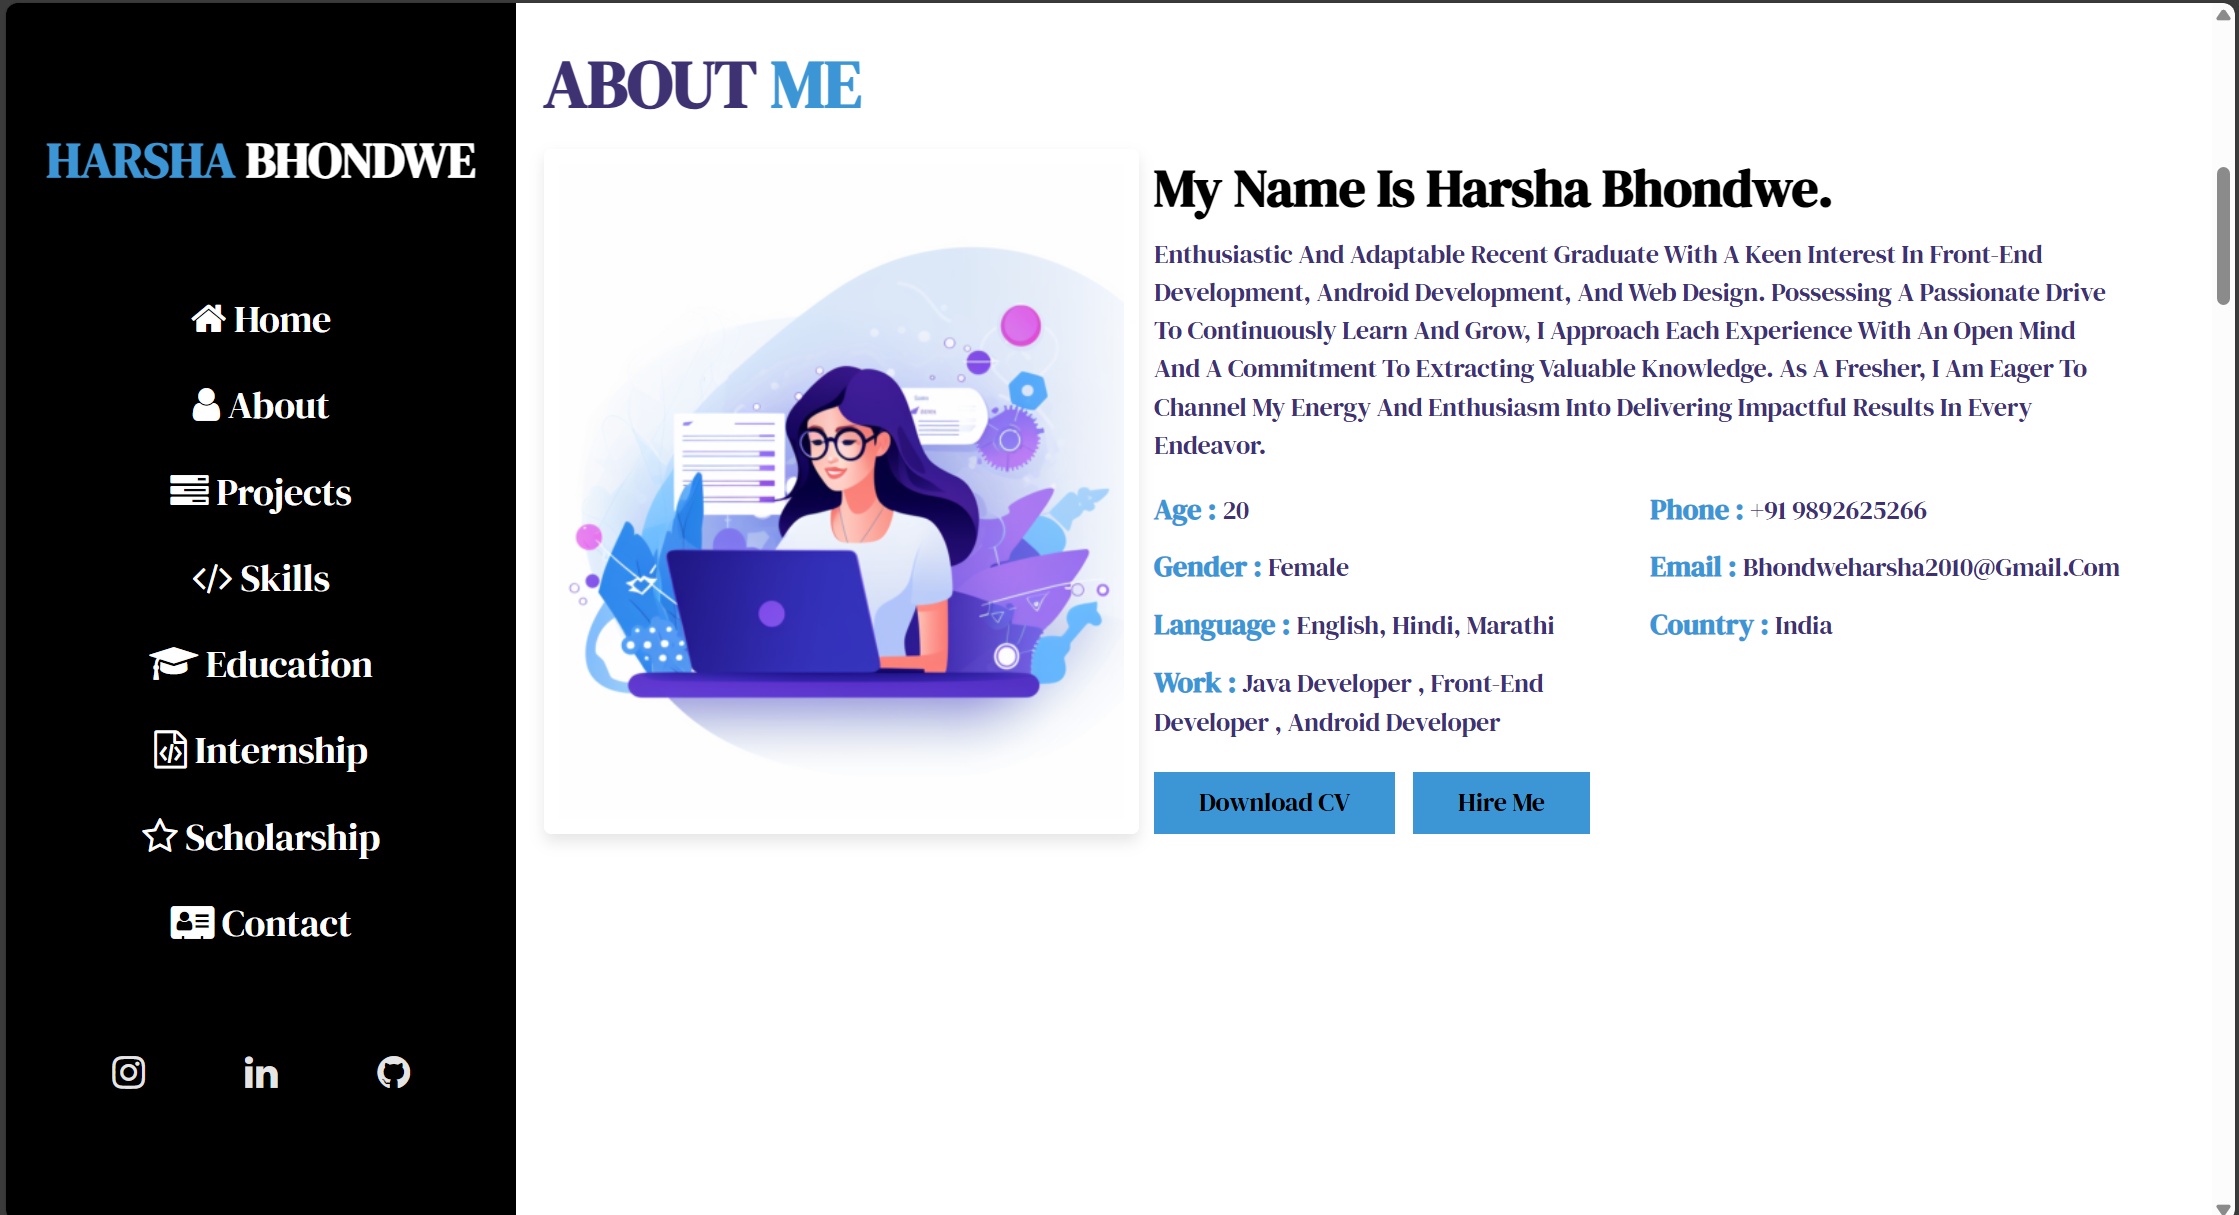 HARSHA BHONDWE
Home
About
Projects
Skills
Education
Internship
Scholarship
Contact
ABOUT ME
My Name Is Harsha Bhondwe.
Enthusiastic And Adaptable Recent Graduate With A Keen Interest In Front-End
Development, Android Development, And Web Design. Possessing A Passionate Drive
To Continuously Learn And Grow, I Approach Each Experience With An Open Mind
And A Commitment To Extracting Valuable Knowledge. As A Fresher, I Am Eager To
Channel My Energy And Enthusiasm Into Delivering Impactful Results In Every
Endeavor.
Age : 20
Gender : Female
Language : English, Hindi, Marathi
Work : Java Developer , Front-End
Developer , Android Developer
Phone : +91 9892625266
Email : Bhondweharsha2010@Gmail.Com
Country : India
Download CV
Hire Me